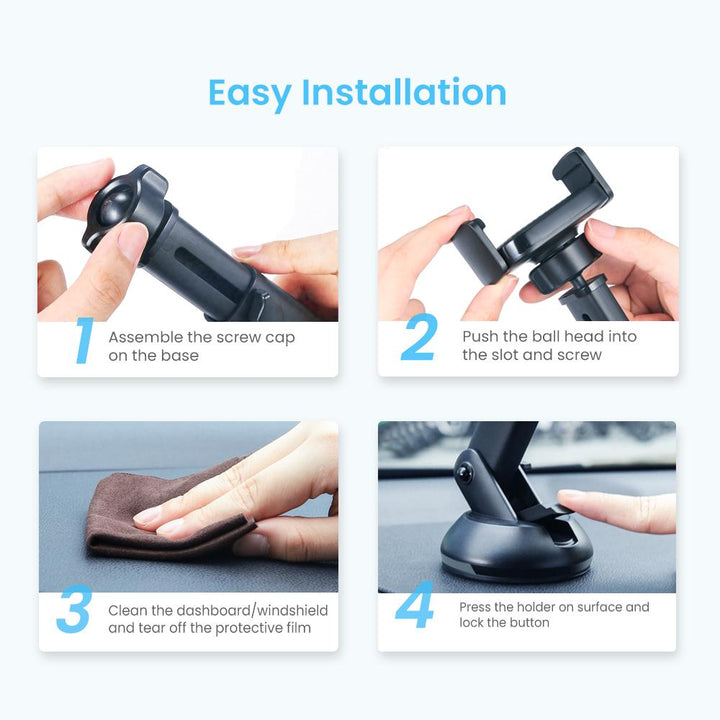 Easy Installation
1
Assemble the screw cap
on the base
2
Push the ball head into
the slot and screw
3
Clean the dashboard/windshield
and tear off the protective film
4
Press the holder on surface and
lock the button